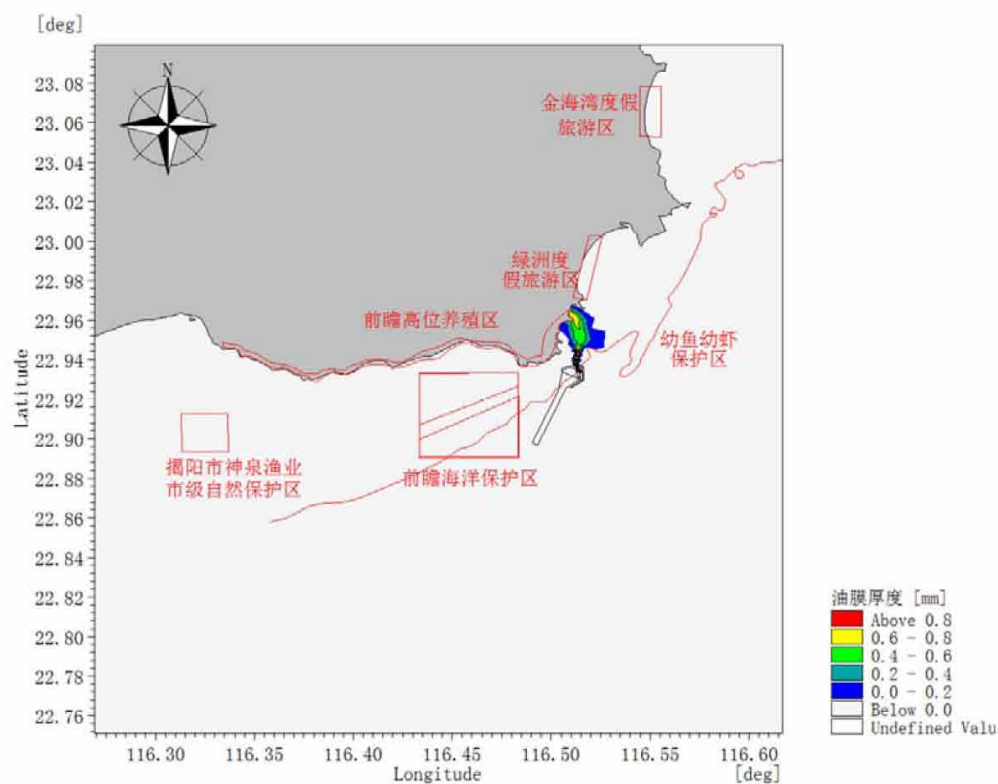 [deg]
N
23.08
23.06
23.04
23.02
23.00
22.98
22.96
22.94
22.92
22.90
22.88
22.86
22.84
22.82
22.80
22.78
22.76
Latitude
金海湾度假
旅游区
绿洲度
假旅游区
前瞻高位养殖区
幼鱼幼虾
保护区
揭阳市神泉渔业
市级自然保护区
前瞻海洋保护区
116.30
116.35
116.40
116.45
116.50
116.55
116.60
Longitude
[deg]
油膜厚度 [mm]
Above 0.8
0.6 - 0.8
0.4 - 0.6
0.2 - 0.4
0.0 - 0.2
Below 0.0
Undefined Valu